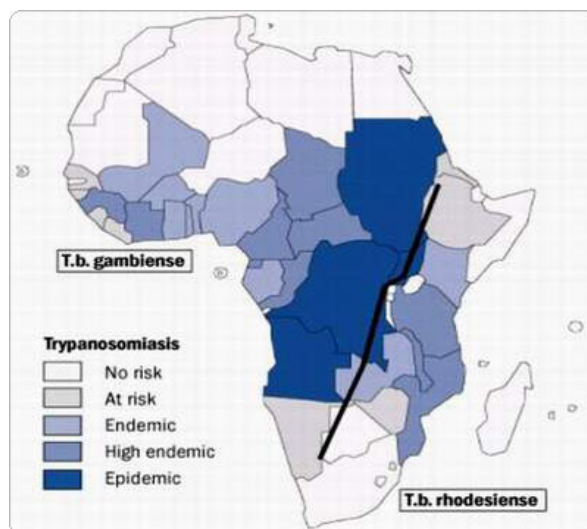 T.b. gambiense
Trypanosomiasis
No risk
At risk
Endemic
High endemic
Epidemic
T.b. rhodesiense